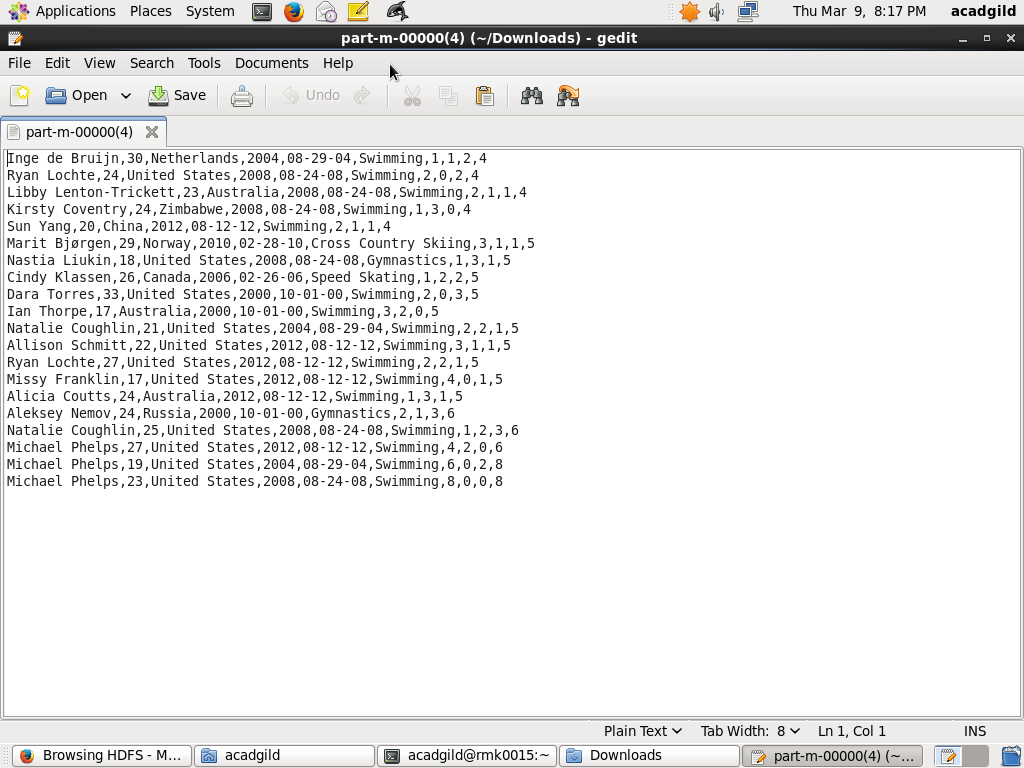 Applications Places System Thu Mar 9, 8:17 PM acadgild
part-m-00000(4) (~/Downloads) - gedit
File Edit View Search Tools Documents Help
Open Save Undo
part-m-00000(4)
Inge de Bruijn,30,Netherlands,2004,08-29-04,Swimming,1,1,2,4
Ryan Lochte,24,United States,2008,08-24-08,Swimming,2,0,2,4
Libby Lenton-Trickett,23,Australia,2008,08-24-08,Swimming,2,1,1,4
Kirsty Coventry,24,Zimbabwe,2008,08-24-08,Swimming,1,3,0,4
Sun Yang,20,China,2012,08-12-12,Swimming,2,1,1,4
Marit Bjørgen,29,Norway,2010,02-28-10,Cross Country Skiing,3,1,1,5
Nastia Liukin,18,United States,2008,08-24-08,Gymnastics,1,3,1,5
Cindy Klassen,26,Canada,2006,02-26-06,Speed Skating,1,2,2,5
Dara Torres,33,United States,2000,10-01-00,Swimming,2,0,3,5
Ian Thorpe,17,Australia,2000,10-01-00,Swimming,3,2,0,5
Natalie Coughlin,21,United States,2004,08-29-04,Swimming,2,2,1,5
Allison Schmitt,22,United States,2012,08-12-12,Swimming,3,1,1,5
Ryan Lochte,27,United States,2012,08-12-12,Swimming,2,2,1,5
Missy Franklin,17,United States,2012,08-12-12,Swimming,4,0,1,5
Alicia Coutts,24,Australia,2012,08-12-12,Swimming,1,3,1,5
Aleksey Nemov,24,Russia,2000,10-01-00,Gymnastics,2,1,3,6
Natalie Coughlin,25,United States,2008,08-24-08,Swimming,1,2,3,6
Michael Phelps,27,United States,2012,08-12-12,Swimming,4,2,0,6
Michael Phelps,19,United States,2004,08-29-04,Swimming,6,0,2,8
Michael Phelps,23,United States,2008,08-24-08,Swimming,8,0,0,8
Plain Text Tab Width: 8 Ln 1, Col 1 INS
Browsing HDFS - M... acadgild acadgild@rmk0015:~ Downloads part-m-00000(4) (~...